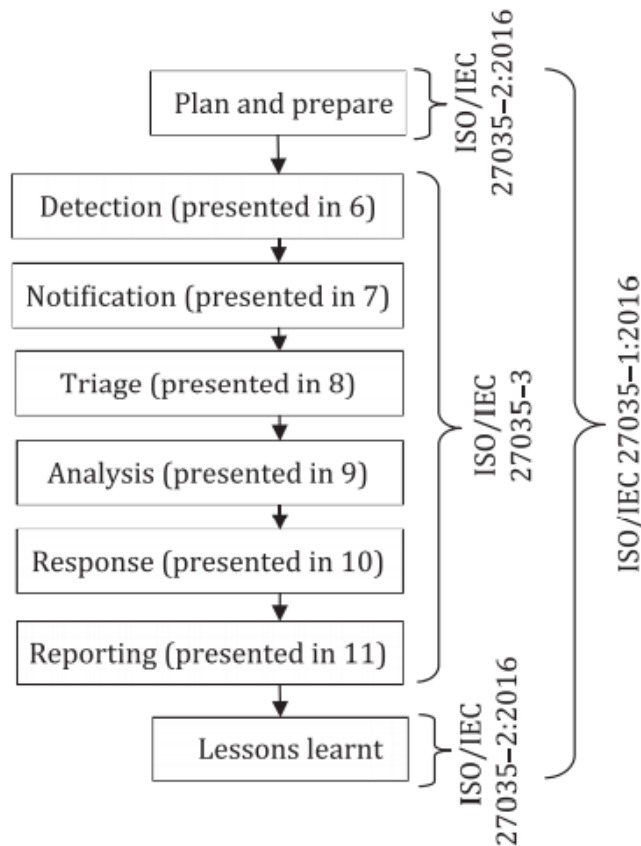 Plan and prepare
ISO/IEC
27035-2:2016
Detection (presented in 6)
Notification (presented in 7)
Triage (presented in 8)
Analysis (presented in 9)
Response (presented in 10)
Reporting (presented in 11)
ISO/IEC
27035-3
Lessons learnt
ISO/IEC
27035-2:2016
ISO/IEC 27035-1:2016